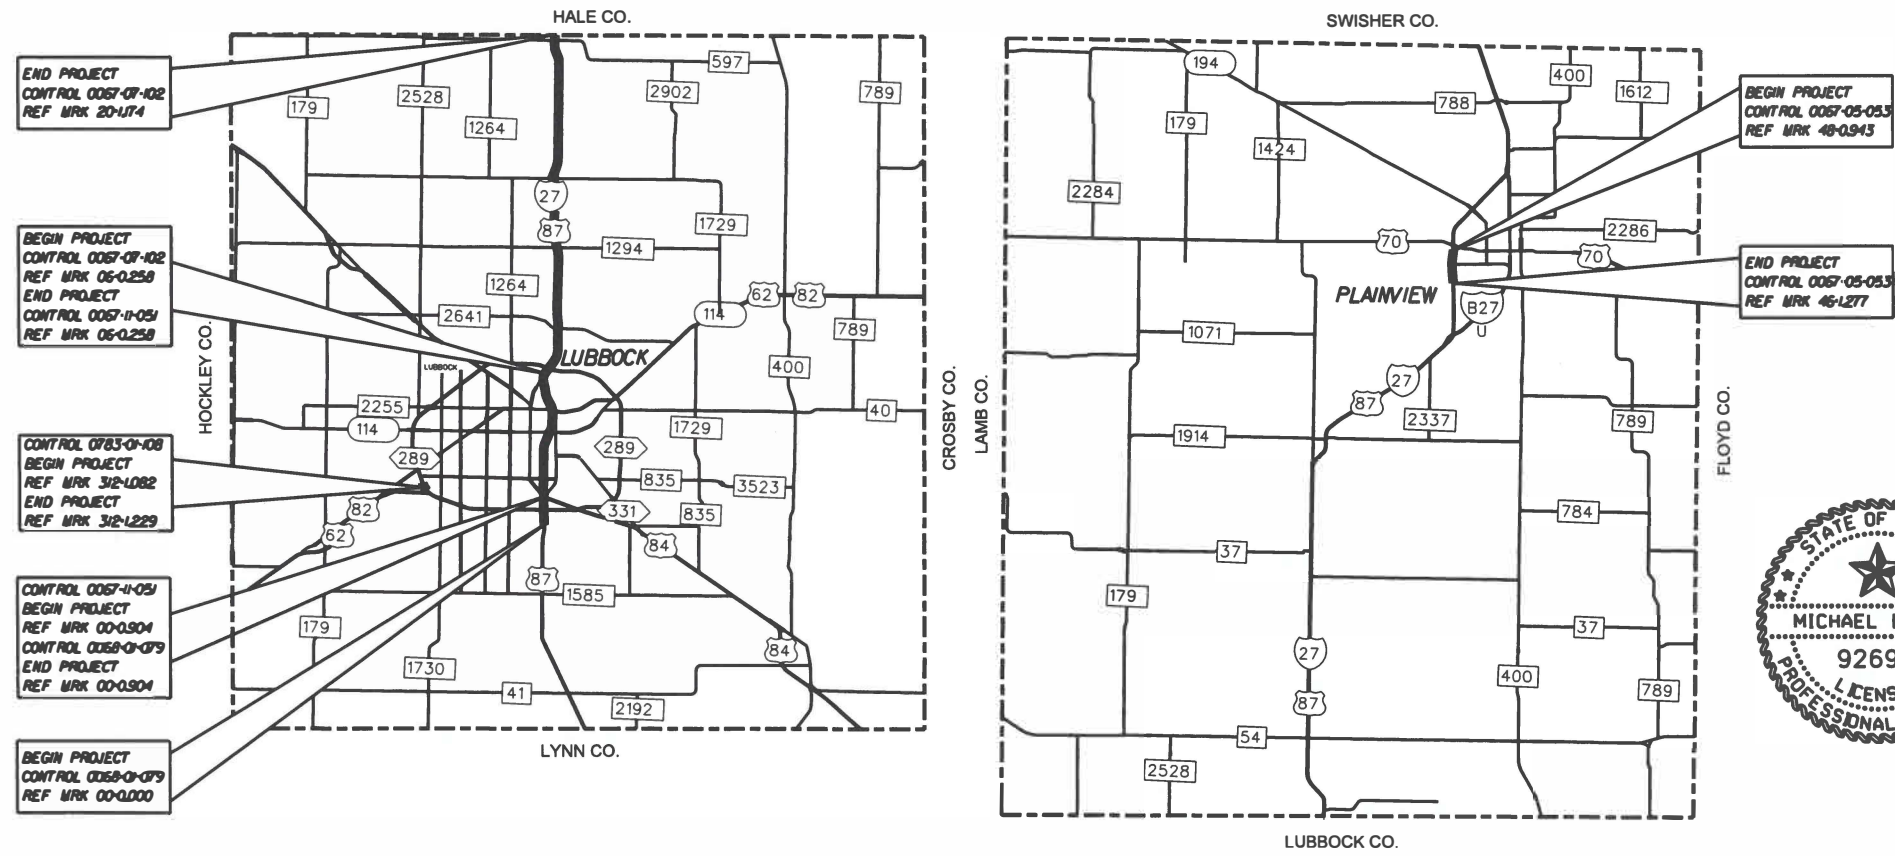 HALE CO.
SWISHER CO.
END PROJECT
CONTROL 0067-07-102
REF MRK 20+1.174
BEGIN PROJECT
CONTROL 0067-07-102
REF MRK 06+0.258
END PROJECT
CONTROL 0067-11-051
REF MRK 06+0.258
CONTROL 0783-01-108
BEGIN PROJECT
REF MRK 312+1.082
END PROJECT
REF MRK 312+1.229
CONTROL 0067-11-051
BEGIN PROJECT
REF MRK 00+0.904
CONTROL 0068-01-079
END PROJECT
REF MRK 00+0.904
BEGIN PROJECT
CONTROL 0068-01-079
REF MRK 00+0.000
HOCKLEY CO.
597
179
2528
2902
789
1264
27
87
1729
1294
1264
62
82
114
2641
789
LUBBOCK
LUBBOCK
400
2255
40
114
1729
289
289
835
3523
82
331
835
62
84
87
1585
179
84
1730
41
2192
LYNN CO.
CROSBY CO.
LAMB CO.
194
400
788
1612
179
1424
2284
2286
70
70
PLAINVIEW
B27
U
1071
27
87
2337
789
1914
784
37
179
37
27
400
87
789
54
2528
LUBBOCK CO.
FLOYD CO.
BEGIN PROJECT
CONTROL 0067-05-053
REF MRK 48+0.943
END PROJECT
CONTROL 0067-05-053
REF MRK 46+1.277
STATE OF
MICHAEL
9269
LICENS
PROFESSIONAL